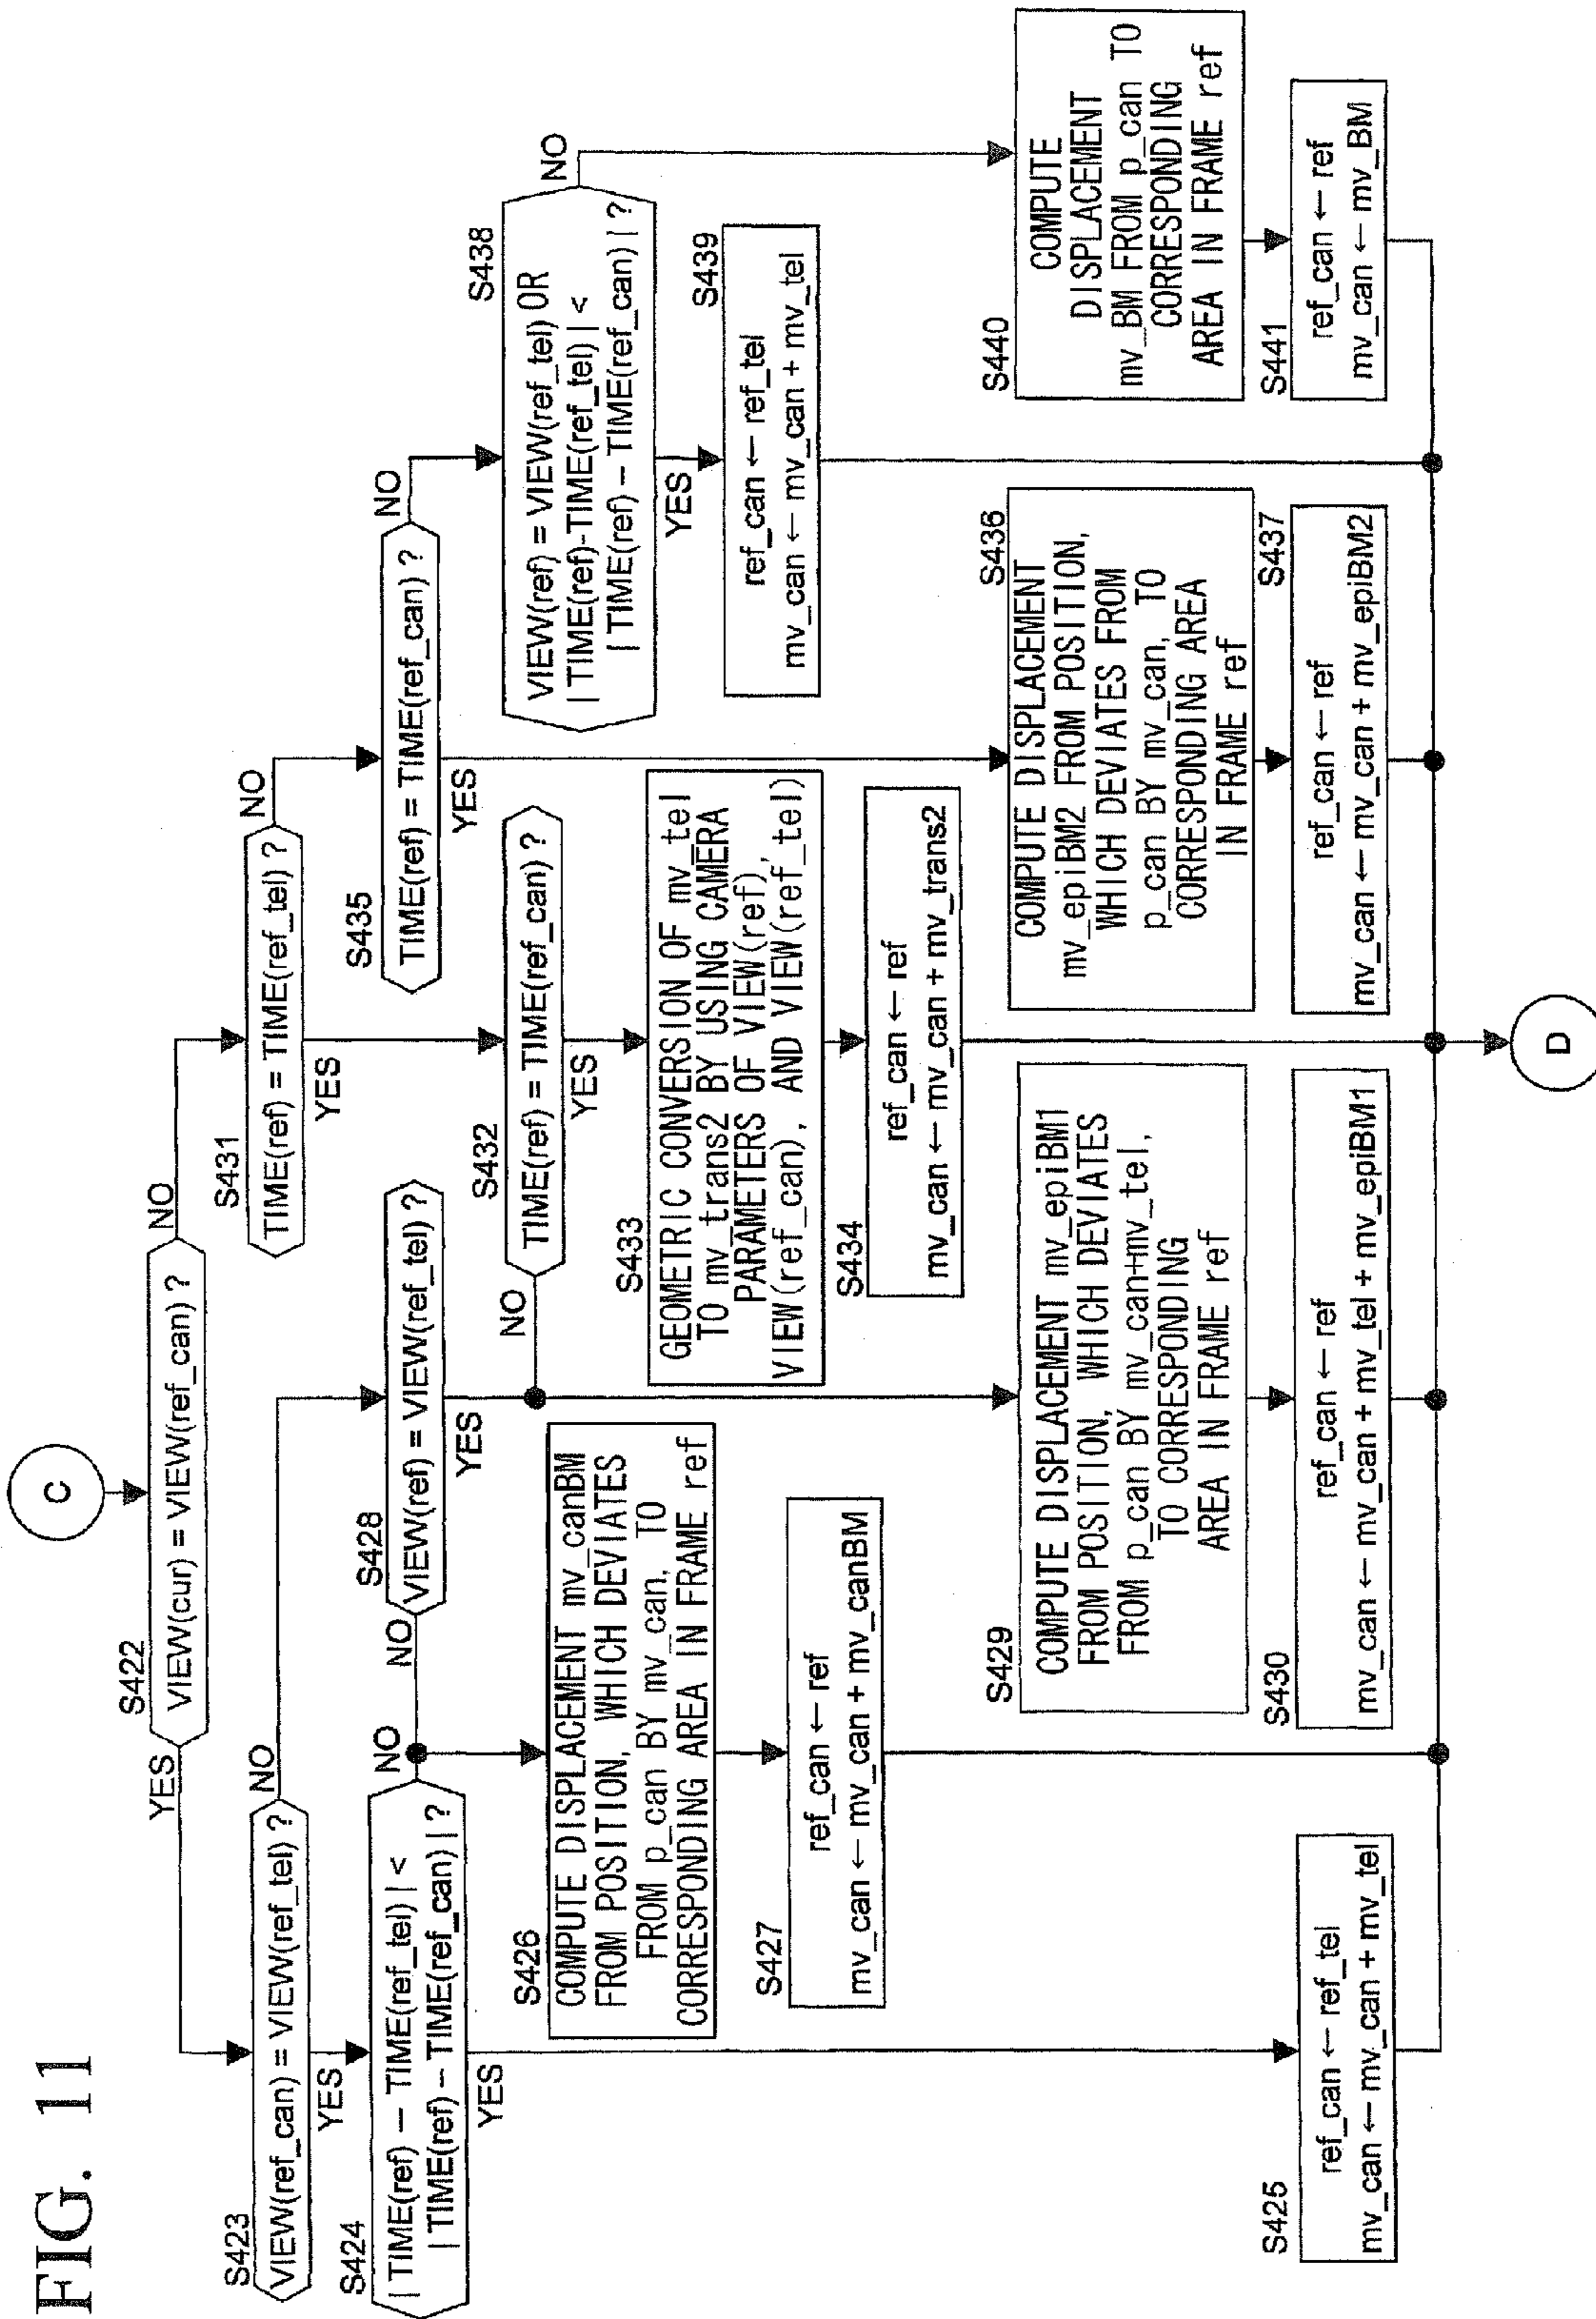 FIG. 11
C
S422
VIEW(cur) = VIEW(ref_can) ?
YES
NO
S423
VIEW(ref_can) = VIEW(ref_tel) ?
YES
NO
S424
| TIME(ref) – TIME(ref_tel) | <
| TIME(ref) – TIME(ref_can) | ?
YES
NO
S425
ref_can ← ref_tel
mv_can ← mv_can + mv_tel
S426
COMPUTE DISPLACEMENT mv_canBM
FROM POSITION, WHICH DEVIATES
FROM p_can BY mv_can, TO
CORRESPONDING AREA IN FRAME ref
S427
ref_can ← ref
mv_can ← mv_can + mv_canBM
S428
VIEW(ref) = VIEW(ref_tel) ?
NO
YES
NO
S429
COMPUTE DISPLACEMENT mv_epiBM1
FROM POSITION, WHICH DEVIATES
FROM p_can BY mv_can+mv_tel,
TO CORRESPONDING
AREA IN FRAME ref
S430
ref_can ← ref
mv_can ← mv_can + mv_tel + mv_epiBM1
S431
TIME(ref) = TIME(ref_tel) ?
YES
NO
S432
TIME(ref) = TIME(ref_can) ?
YES
S433
GEOMETRIC CONVERSION OF mv_tel
TO mv_trans2 BY USING CAMERA
PARAMETERS OF VIEW(ref),
VIEW(ref_can), AND VIEW(ref_tel)
S434
ref_can ← ref
mv_can ← mv_can + mv_trans2
S435
TIME(ref) = TIME(ref_can) ?
YES
NO
S436
COMPUTE DISPLACEMENT
mv_epiBM2 FROM POSITION,
WHICH DEVIATES FROM
p_can BY mv_can, TO
CORRESPONDING AREA
IN FRAME ref
S437
ref_can ← ref
mv_can ← mv_can + mv_epiBM2
S438
VIEW(ref) = VIEW(ref_tel) OR
| TIME(ref)-TIME(ref_tel) | <
| TIME(ref) – TIME(ref_can) | ?
YES
NO
S439
ref_can ← ref_tel
mv_can ← mv_can + mv_tel
S440
COMPUTE
DISPLACEMENT
mv_BM FROM p_can TO
CORRESPONDING
AREA IN FRAME ref
S441
ref_can ← ref
mv_can ← mv_BM
D